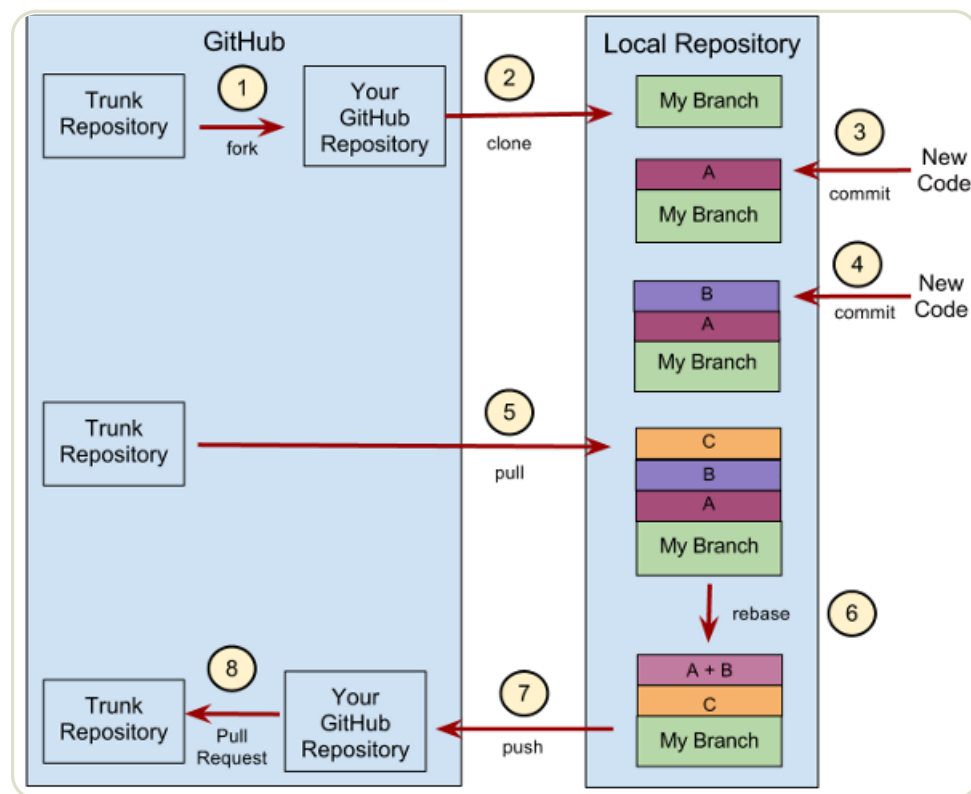 GitHub
Local Repository
Trunk
Repository
1
fork
Your
GitHub
Repository
2
clone
My Branch
3
commit
New
Code
A
My Branch
4
commit
New
Code
B
A
My Branch
Trunk
Repository
5
pull
C
B
A
My Branch
rebase
6
A + B
C
My Branch
7
push
Your
GitHub
Repository
8
Pull
Request
Trunk
Repository